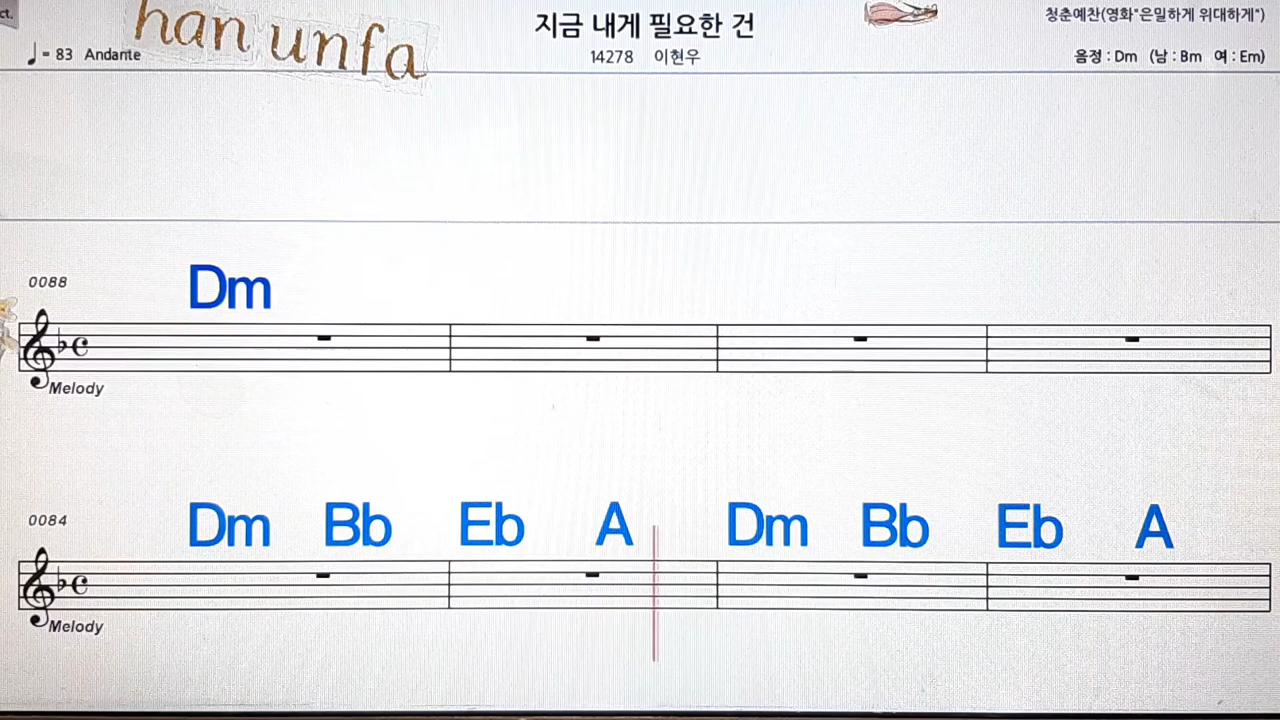 ct.
han unfa
지금 내게 필요한 건
청춘예찬(영화"은밀하게 위대하게")
♩= 83 Andante
14278 이현우
음정 : Dm (남 : Bm 여 : Em)
0088
Dm
Melody
0084
Dm Bb Eb A Dm Bb Eb A
Melody